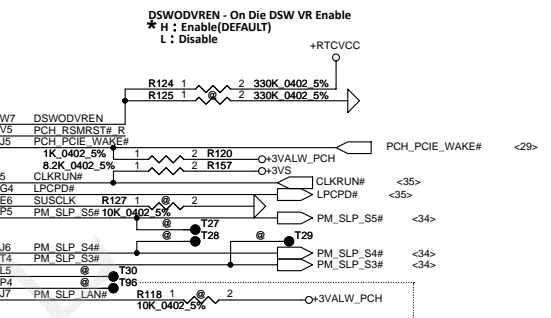 DSWODVREN - On Die DSW VR Enable
* H : Enable(DEFAULT)
L : Disable
+RTCVCC
R124 1 2 330K_0402_5%
R125 1 @ 2 330K_0402_5%
W7 DSWODVREN
V5 PCH_RSMRST#_R
J5 PCH_PCIE_WAKE# PCH_PCIE_WAKE# <29>
1K_0402_5% 1 2 R120 +3VALW_PCH
8.2K_0402_5% 1 2 R157 +3VS
5 CLKRUN# CLKRUN# <35>
G4 LPCPD# LPCPD# <35>
E6 SUSCLK R127 1 @ 2
P5 PM_SLP_S5# 10K_0402_5% PM_SLP_S5# <34>
@ T27
@ T28 @ T29
J6 PM_SLP_S4# PM_SLP_S4# <34>
T4 PM_SLP_S3# PM_SLP_S3# <34>
L5 @ T30
P4 @ T96
J7 PM_SLP_LAN# R118 1 @ 2 +3VALW_PCH
10K_0402_5%